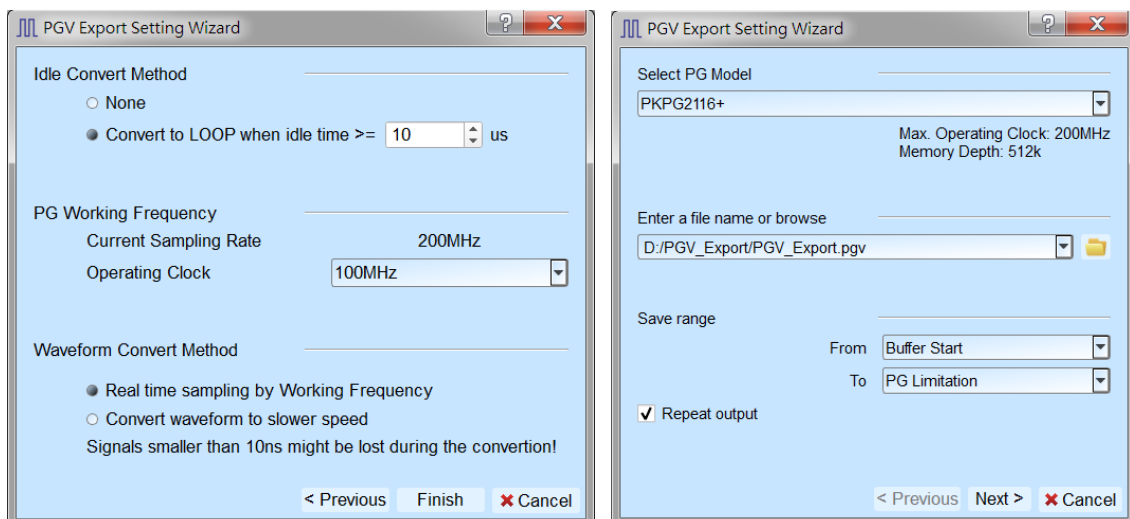 PGV Export Setting Wizard
Idle Convert Method
None
Convert to LOOP when idle time >= 10 us
PG Working Frequency
Current Sampling Rate 200MHz
Operating Clock 100MHz
Waveform Convert Method
Real time sampling by Working Frequency
Convert waveform to slower speed
Signals smaller than 10ns might be lost during the convertion!
< Previous Finish Cancel
PGV Export Setting Wizard
Select PG Model
PKPG2116+
Max. Operating Clock: 200MHz
Memory Depth: 512k
Enter a file name or browse
D:/PGV_Export/PGV_Export.pgv
Save range
From Buffer Start
To PG Limitation
Repeat output
< Previous Next > Cancel